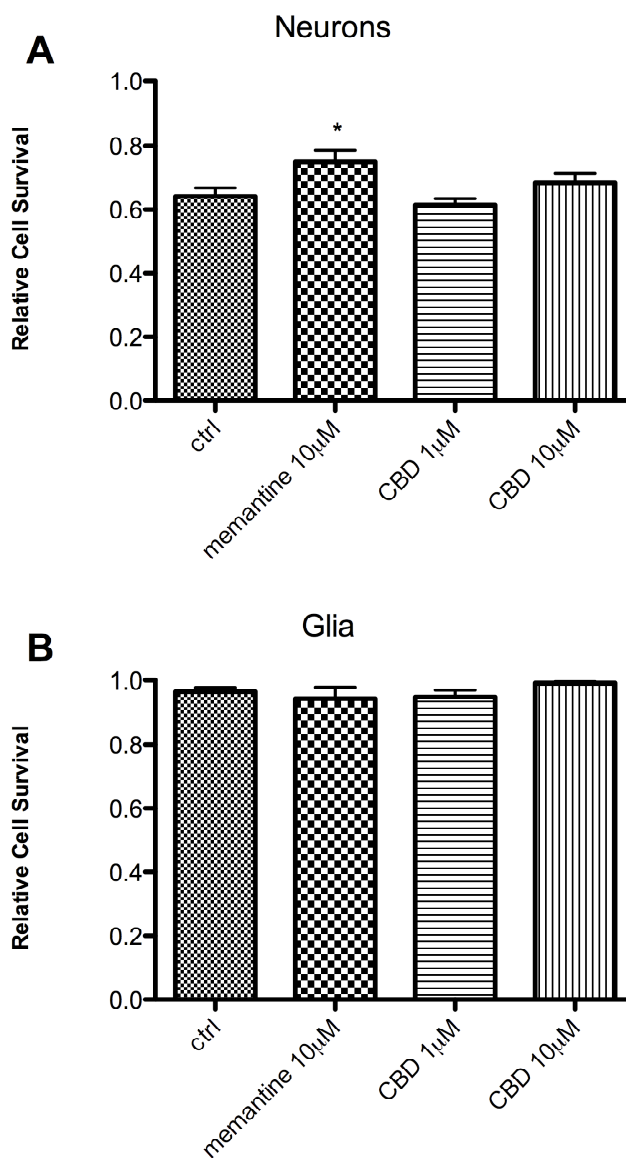 Neurons
A
Relative Cell Survival
1.0
0.8
0.6
0.4
0.2
0.0
*
ctrl
memantine 10µM
CBD 1µM
CBD 10µM
Glia
B
Relative Cell Survival
1.0
0.8
0.6
0.4
0.2
0.0
ctrl
memantine 10µM
CBD 1µM
CBD 10µM